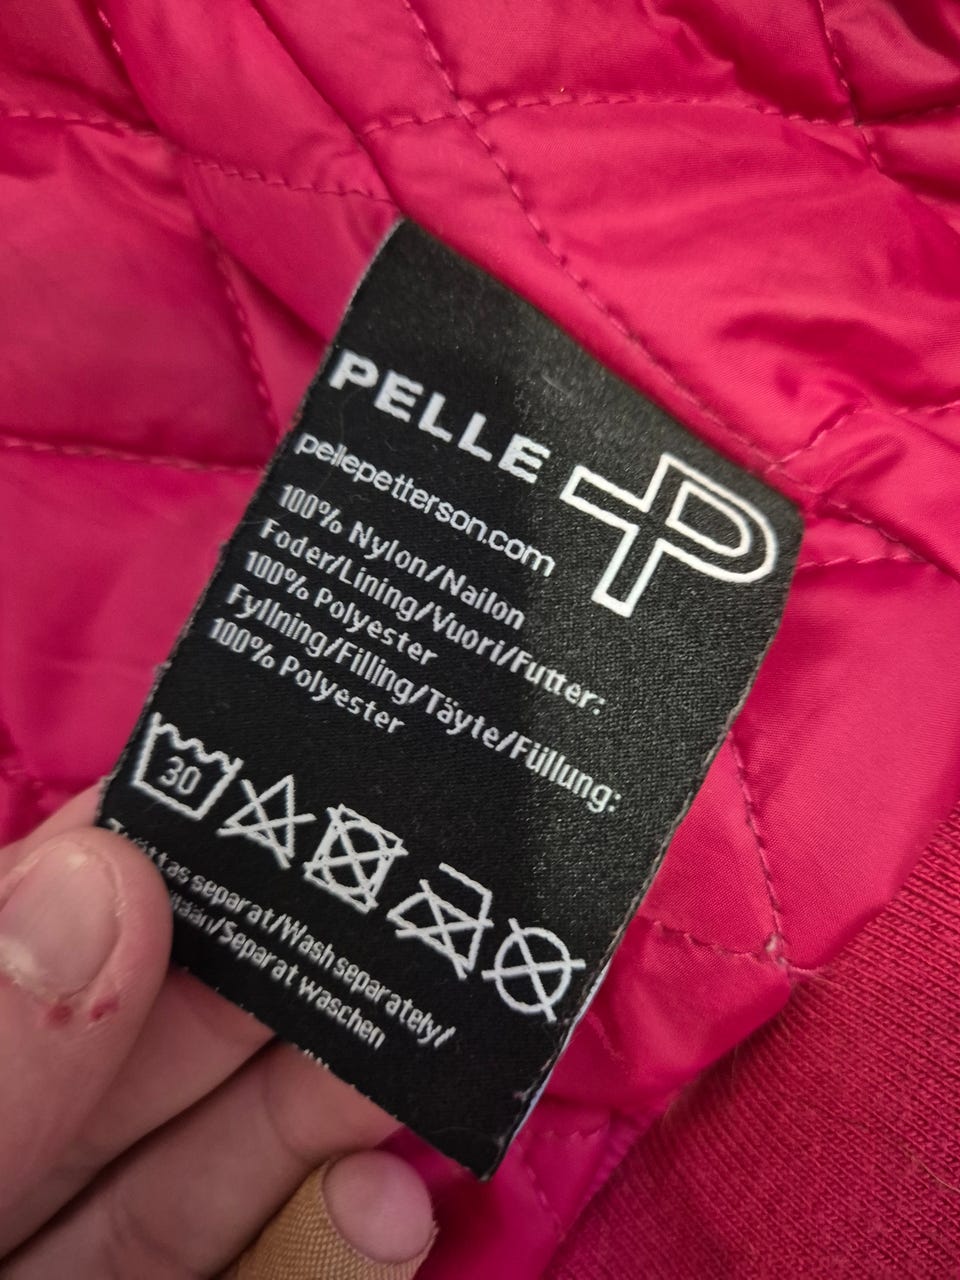 PELLE P
pellepetterson.com
100% Nylon/Nailon
Foder/Lining/Vuori/Futter:
100% Polyester
Fyllning/Filling/Täyte/Füllung:
100% Polyester
30
separat/Wash separately/
Separat waschen